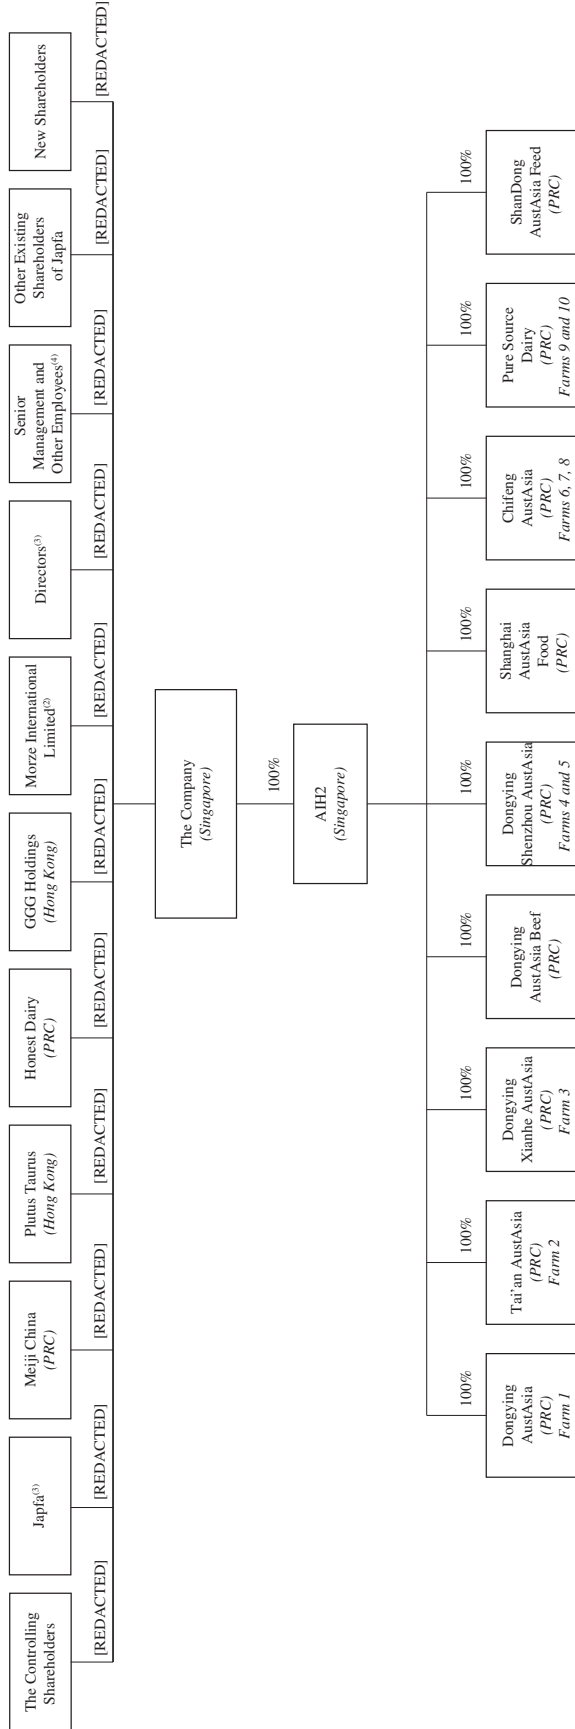 The Controlling
Shareholders
Japfa(3)
Meiji China
(PRC)
Plutus Taurus
(Hong Kong)
Honest Dairy
(PRC)
GGG Holdings
(Hong Kong)
Morze International
Limited(2)
Directors(3)
Senior
Management and
Other Employees(4)
Other Existing
Shareholders
of Japfa
New Shareholders
[REDACTED]
[REDACTED]
[REDACTED]
[REDACTED]
[REDACTED]
[REDACTED]
[REDACTED]
[REDACTED]
[REDACTED]
[REDACTED]
[REDACTED]
The Company
(Singapore)
100%
AIH2
(Singapore)
100%
100%
100%
100%
100%
100%
100%
100%
100%
Dongying
AustAsia
(PRC)
Farm 1
Tai'an AustAsia
(PRC)
Farm 2
Dongying
Xianhe AustAsia
(PRC)
Farm 3
Dongying
AustAsia Beef
(PRC)
Dongying
Shenzhou AustAsia
(PRC)
Farms 4 and 5
Shanghai
AustAsia
Food
(PRC)
Chifeng
AustAsia
(PRC)
Farms 6, 7, 8
Pure Source
Dairy
(PRC)
Farms 9 and 10
ShanDong
AustAsia Feed
(PRC)